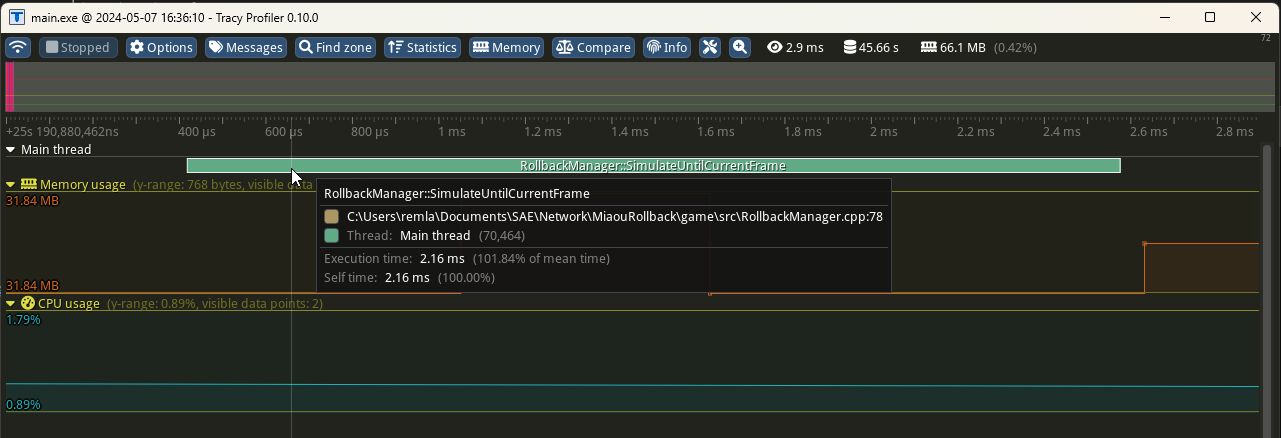 main.exe @ 2024-05-07 16:36:10 - Tracy Profiler 0.10.0
Stopped Options Messages Find zone Statistics Memory Compare Info 2.9 ms 45.66 s 66.1 MB (0.42%) 72
+25s 190,880,462ns 400 µs 600 µs 800 µs 1 ms 1.2 ms 1.4 ms 1.6 ms 1.8 ms 2 ms 2.2 ms 2.4 ms 2.6 ms 2.8 ms
Main thread
RollbackManager::SimulateUntilCurrentFrame
Memory usage (y-range: 768 bytes, visible data
31.84 MB
RollbackManager::SimulateUntilCurrentFrame
C:\Users\remla\Documents\SAE\Network\MiaouRollback\game\src\RollbackManager.cpp:78
Thread: Main thread (70,464)
Execution time: 2.16 ms (101.84% of mean time)
Self time: 2.16 ms (100.00%)
31.84 MB
CPU usage (y-range: 0.89%, visible data points: 2)
1.79%
0.89%